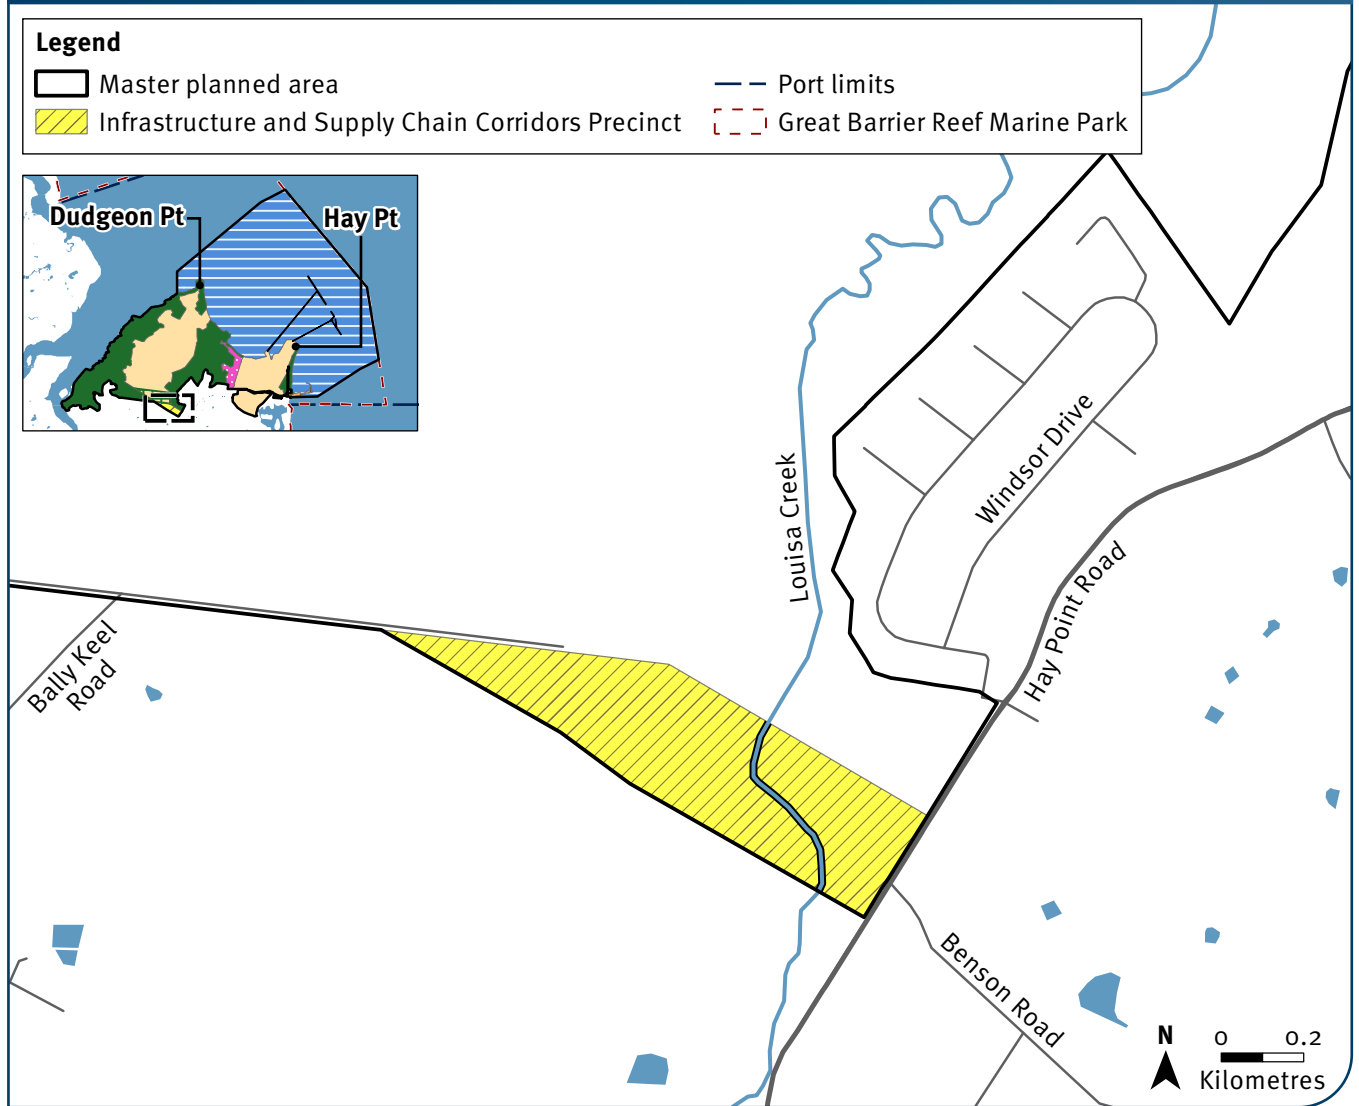 Legend
Master planned area
Port limits
Infrastructure and Supply Chain Corridors Precinct
Great Barrier Reef Marine Park
Dudgeon Pt
Hay Pt
Windsor Drive
Louisa Creek
Hay Point Road
Bally Keel
Road
Benson Road
N
0 0.2
Kilometres